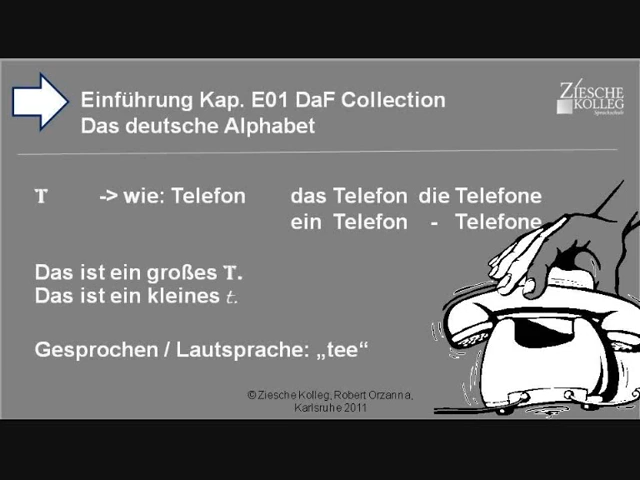 Einführung Kap. E01 DaF Collection
Das deutsche Alphabet
ZIESCHE
KOLLEG
Sprachschule
T -> wie: Telefon das Telefon die Telefone
ein Telefon - Telefone
Das ist ein großes T.
Das ist ein kleines t.
Gesprochen / Lautsprache: „tee“
©Ziesche Kolleg, Robert Orzanna,
Karlsruhe 2011